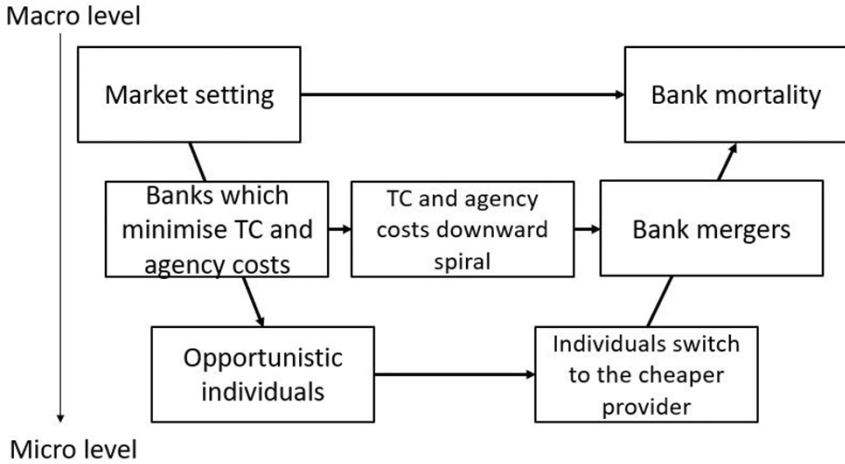 Macro level
Market setting
Bank mortality
Banks which
minimise TC and
agency costs
TC and agency
costs downward
spiral
Bank mergers
Opportunistic
individuals
Individuals switch
to the cheaper
provider
Micro level